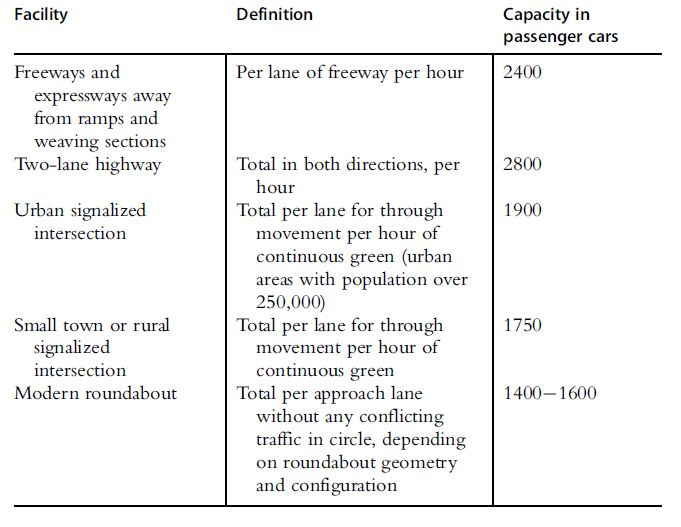 Facility Definition Capacity in
passenger cars
Freeways and Per lane of freeway per hour 2400
expressways away
from ramps and
weaving sections
Two-lane highway Total in both directions, per 2800
hour
Urban signalized Total per lane for through 1900
intersection movement per hour of
continuous green (urban
areas with population over
250,000)
Small town or rural Total per lane for through 1750
signalized movement per hour of
intersection continuous green
Modern roundabout Total per approach lane 1400−1600
without any conflicting
traffic in circle, depending
on roundabout geometry
and configuration